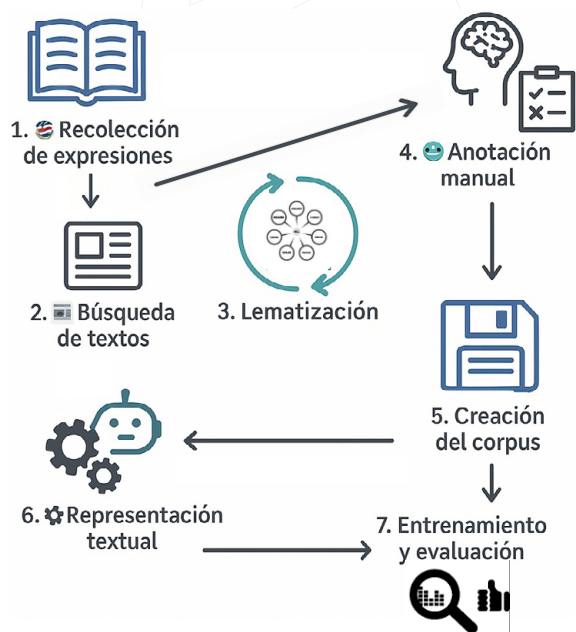 1. Recolección
de expresiones
2. Búsqueda
de textos
3. Lematización
4. Anotación
manual
5. Creación
del corpus
6. Representación
textual
7. Entrenamiento
y evaluación